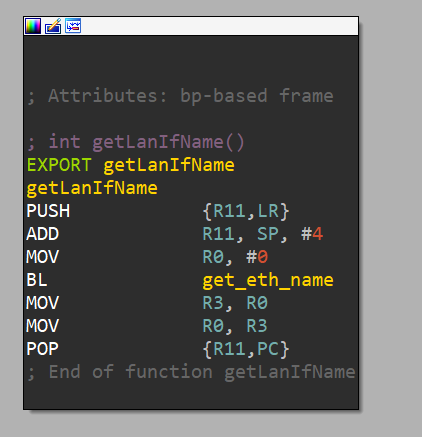 ; Attributes: bp-based frame
; int getLanIfName()
EXPORT getLanIfName
getLanIfName
PUSH {R11,LR}
ADD R11, SP, #4
MOV R0, #0
BL get_eth_name
MOV R3, R0
MOV R0, R3
POP {R11,PC}
; End of function getLanIfName